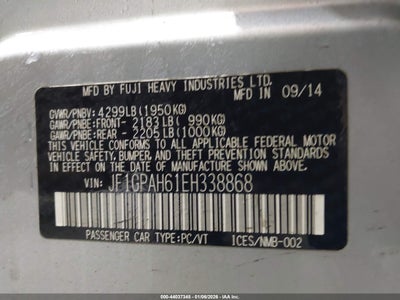 MFD BY FUJI HEAVY INDUSTRIES LTD. 09/14
GVWR/PNBV: 4299LB(1950KG)
GAWR/PNBE:FRONT- 2183LB( 990KG)
GAWR/PNBE:REAR - 2205LB(1000KG)
THIS VEHICLE CONFORMS TO ALL APPLICABLE FEDERAL MOTOR
VEHICLE SAFETY, BUMPER, AND THEFT PREVENTION
STANDARDS IN EFFECT ON THE DATE OF
MANUFACTURE SHOWN ABOVE.
VIN: JF1GPAH61EH338868
PASSENGER CAR TYPE:PC/VT ICES/NMB-002
000-44037345 - 01/06/2026 - IAA